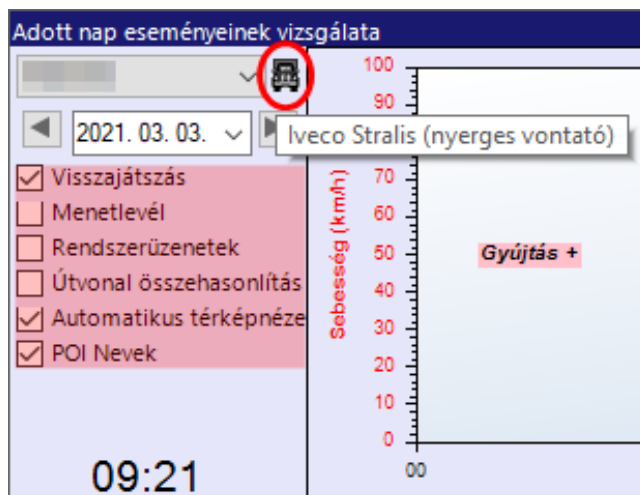 Adott nap eseményeinek vizsgálata
2021. 03. 03.
Iveco Stralis (nyerges vontató)
Visszajátszás
Menetlevél
Rendszerüzenetek
Útvonal összehasonlítás
Automatikus térképnéze
POI Nevek
09:21
Sebesség (km/h)
100
90
70
60
50
40
30
20
10
0
00
Gyújtás +